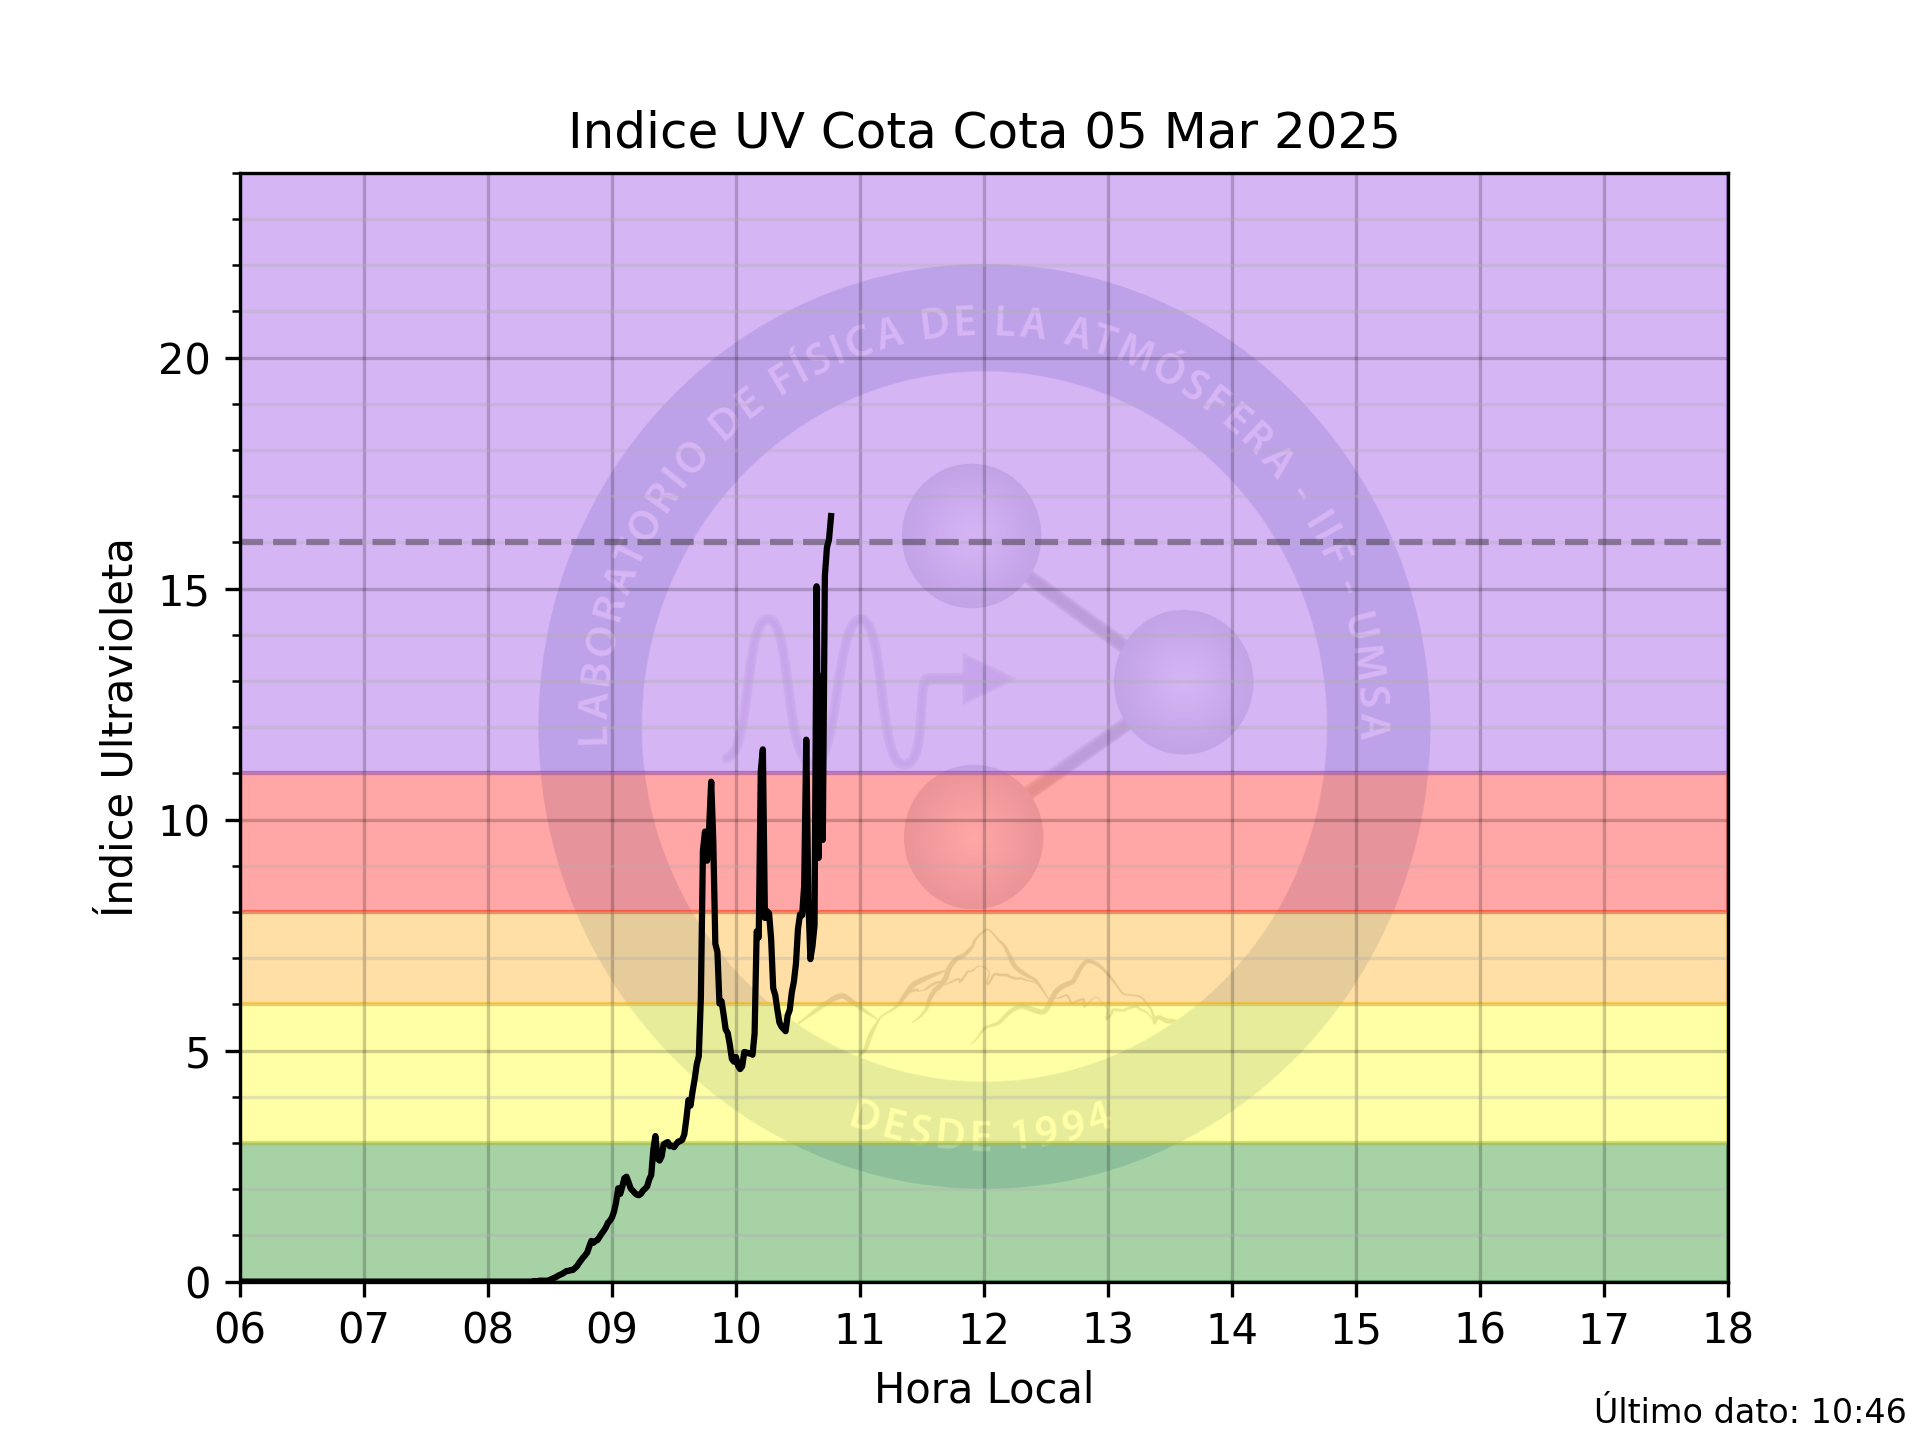 Indice UV Cota Cota 05 Mar 2025
LABORATORIO DE FÍSICA DE LA ATMÓSFERA - IIF - UMSA
DESDE 1994
Índice Ultravioleta
20
15
10
5
0
06 07 08 09 10 11 12 13 14 15 16 17 18
Hora Local
Último dato: 10:46